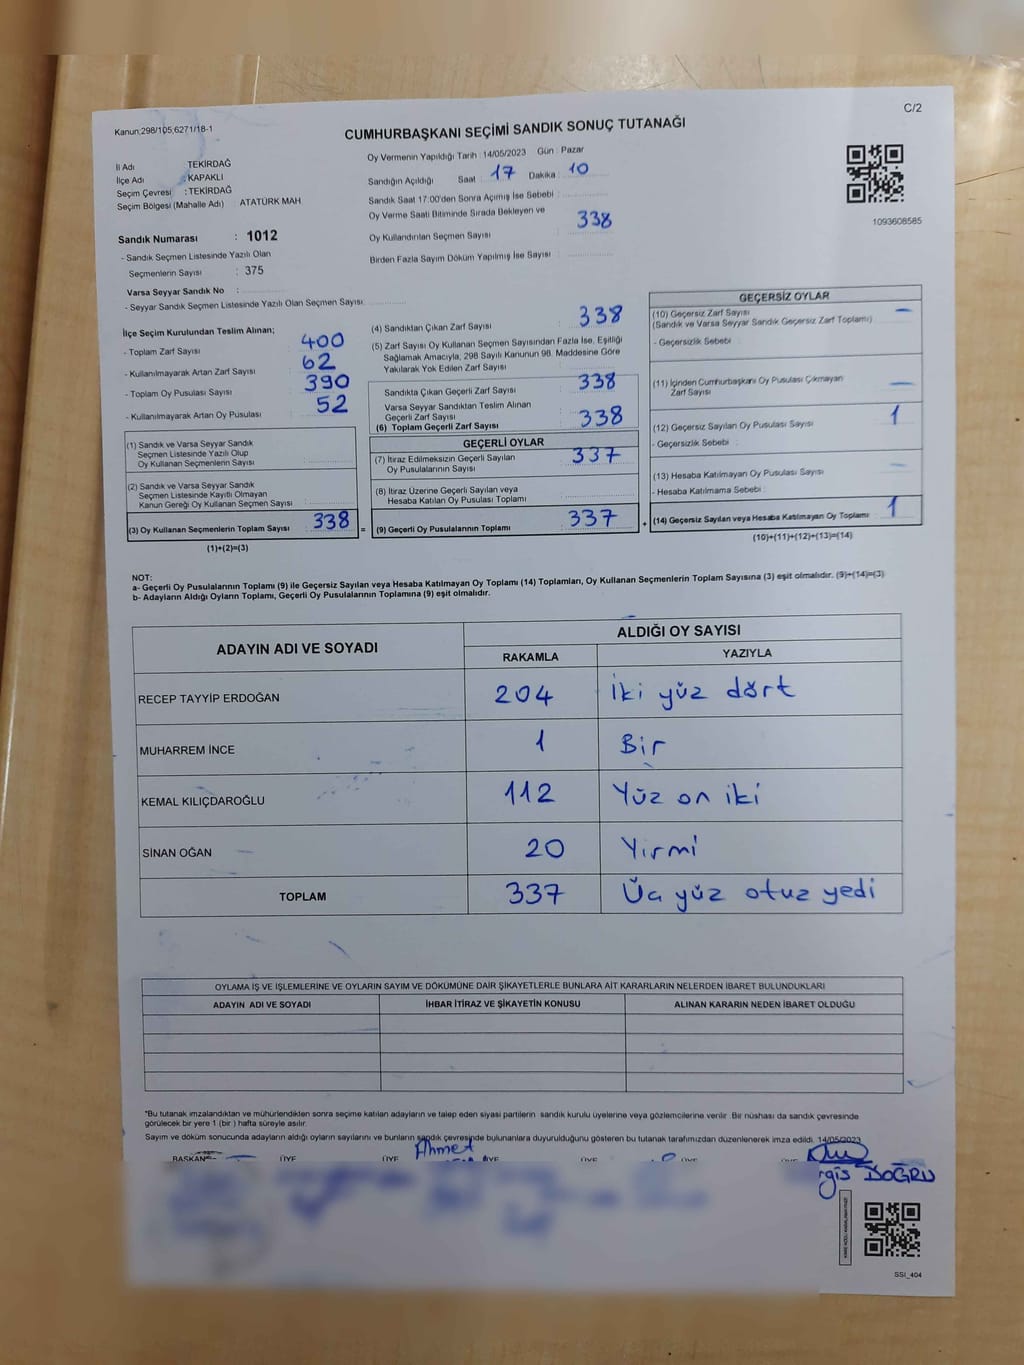 C/2
Kanun;298/105;6271/18-1
CUMHURBAŞKANI SEÇİMİ SANDIK SONUÇ TUTANAĞI
İl Adı TEKİRDAĞ
İlçe Adı : KAPAKLI
Seçim Çevresi : TEKİRDAĞ
Seçim Bölgesi (Mahalle Adı) ATATÜRK MAH
Oy Vermenin Yapıldığı Tarih : 14/05/2023 Gün : Pazar
Sandığın Açıldığı Saat : 17 Dakika : 10
Sandık Saat 17:00'den Sonra Açımış İse Sebebi :
Oy Verme Saati Bitiminde Sırada Bekleyen ve
Oy Kullandırılan Seçmen Sayısı 338
Birden Fazla Sayım Döküm Yapılmış İse Sayısı
1093608585
Sandık Numarası : 1012
- Sandık Seçmen Listesinde Yazılı Olan
Seçmenlerin Sayısı : 375
Varsa Seyyar Sandık No :
- Seyyar Sandık Seçmen Listesinde Yazılı Olan Seçmen Sayısı
İlçe Seçim Kurulundan Teslim Alınan;
- Toplam Zarf Sayısı 400
- Kullanılmayarak Artan Zarf Sayısı 62
- Toplam Oy Pusulası Sayısı 390
- Kullanılmayarak Artan Oy Pusulası 52
(1) Sandık ve Varsa Seyyar Sandık
Seçmen Listesinde Yazılı Olup
Oy Kullanan Seçmenlerin Sayısı
(2) Sandık ve Varsa Seyyar Sandık
Seçmen Listesinde Kayıtlı Olmayan
Kanun Gereği Oy Kullanan Seçmen Sayısı
(3) Oy Kullanan Seçmenlerin Toplam Sayısı 338 =
(1)+(2)=(3)
(4) Sandıktan Çıkan Zarf Sayısı 338
(5) Zarf Sayısı Oy Kullanan Seçmen Sayısından Fazla İse, Eşitliği
Sağlamak Amacıyla, 298 Sayılı Kanunun 98. Maddesine Göre
Yakılarak Yok Edilen Zarf Sayısı
Sandıkta Çıkan Geçerli Zarf Sayısı 338
Varsa Seyyar Sandıktan Teslim Alınan
Geçerli Zarf Sayısı
(6) Toplam Geçerli Zarf Sayısı 338
GEÇERLİ OYLAR
(7) İtiraz Edilmeksizin Geçerli Sayılan
Oy Pusulalarının Sayısı 337
(8) İtiraz Üzerine Geçerli Sayılan veya
Hesaba Katılan Oy Pusulası Toplamı
(9) Geçerli Oy Pusulalarının Toplamı 337 +
GEÇERSİZ OYLAR
(10) Geçersiz Zarf Sayısı —
(Sandık ve Varsa Seyyar Sandık Geçersiz Zarf Toplamı)
- Geçersizlik Sebebi :
(11) İçinden Cumhurbaşkanı Oy Pusulası Çıkmayan
Zarf Sayısı —
(12) Geçersiz Sayılan Oy Pusulası Sayısı 1
- Geçersizlik Sebebi :
(13) Hesaba Katılmayan Oy Pusulası Sayısı —
- Hesaba Katılmama Sebebi :
(14) Geçersiz Sayılan veya Hesaba Katılmayan Oy Toplamı 1
(10)+(11)+(12)+(13)=(14)
NOT:
a- Geçerli Oy Pusulalarının Toplamı (9) ile Geçersiz Sayılan veya Hesaba Katılmayan Oy Toplamı (14) Toplamları, Oy Kullanan Seçmenlerin Toplam Sayısına (3) eşit olmalıdır. (9)+(14)=(3)
b- Adayların Aldığı Oyların Toplamı, Geçerli Oy Pusulalarının Toplamına (9) eşit olmalıdır.
ADAYIN ADI VE SOYADI ALDIĞI OY SAYISI
RAKAMLA YAZIYLA
RECEP TAYYİP ERDOĞAN 204 İki yüz dört
MUHARREM İNCE 1 Bir
KEMAL KILIÇDAROĞLU 112 Yüz on iki
SİNAN OĞAN 20 Yirmi
TOPLAM 337 Üç yüz otuz yedi
OYLAMA İŞ VE İŞLEMLERİNE VE OYLARIN SAYIM VE DÖKÜMÜNE DAİR ŞİKAYETLERLE BUNLARA AİT KARARLARIN NELERDEN İBARET BULUNDUKLARI
ADAYIN ADI VE SOYADI İHBAR İTİRAZ VE ŞİKAYETİN KONUSU ALINAN KARARIN NEDEN İBARET OLDUĞU
*Bu tutanak imzalandıktan ve mühürlendikten sonra seçime katılan adayların ve talep eden siyasi partilerin sandık kurulu üyelerine veya gözlemcilerine verilir. Bir nüshası da sandık çevresinde
görülecek bir yere 1 (bir) hafta süreyle asılır.
Sayım ve döküm sonucunda adayların aldığı oyların sayılarını ve bunların sandık çevresinde bulunanlara duyurulduğunu gösteren bu tutanak tarafımızdan düzenlenerek imza edildi. 14/05/2023
BAŞKAN ÜYE ÜYE Ahmet ÜYE ÜYE ÜYE
DOĞRU
SSI_404